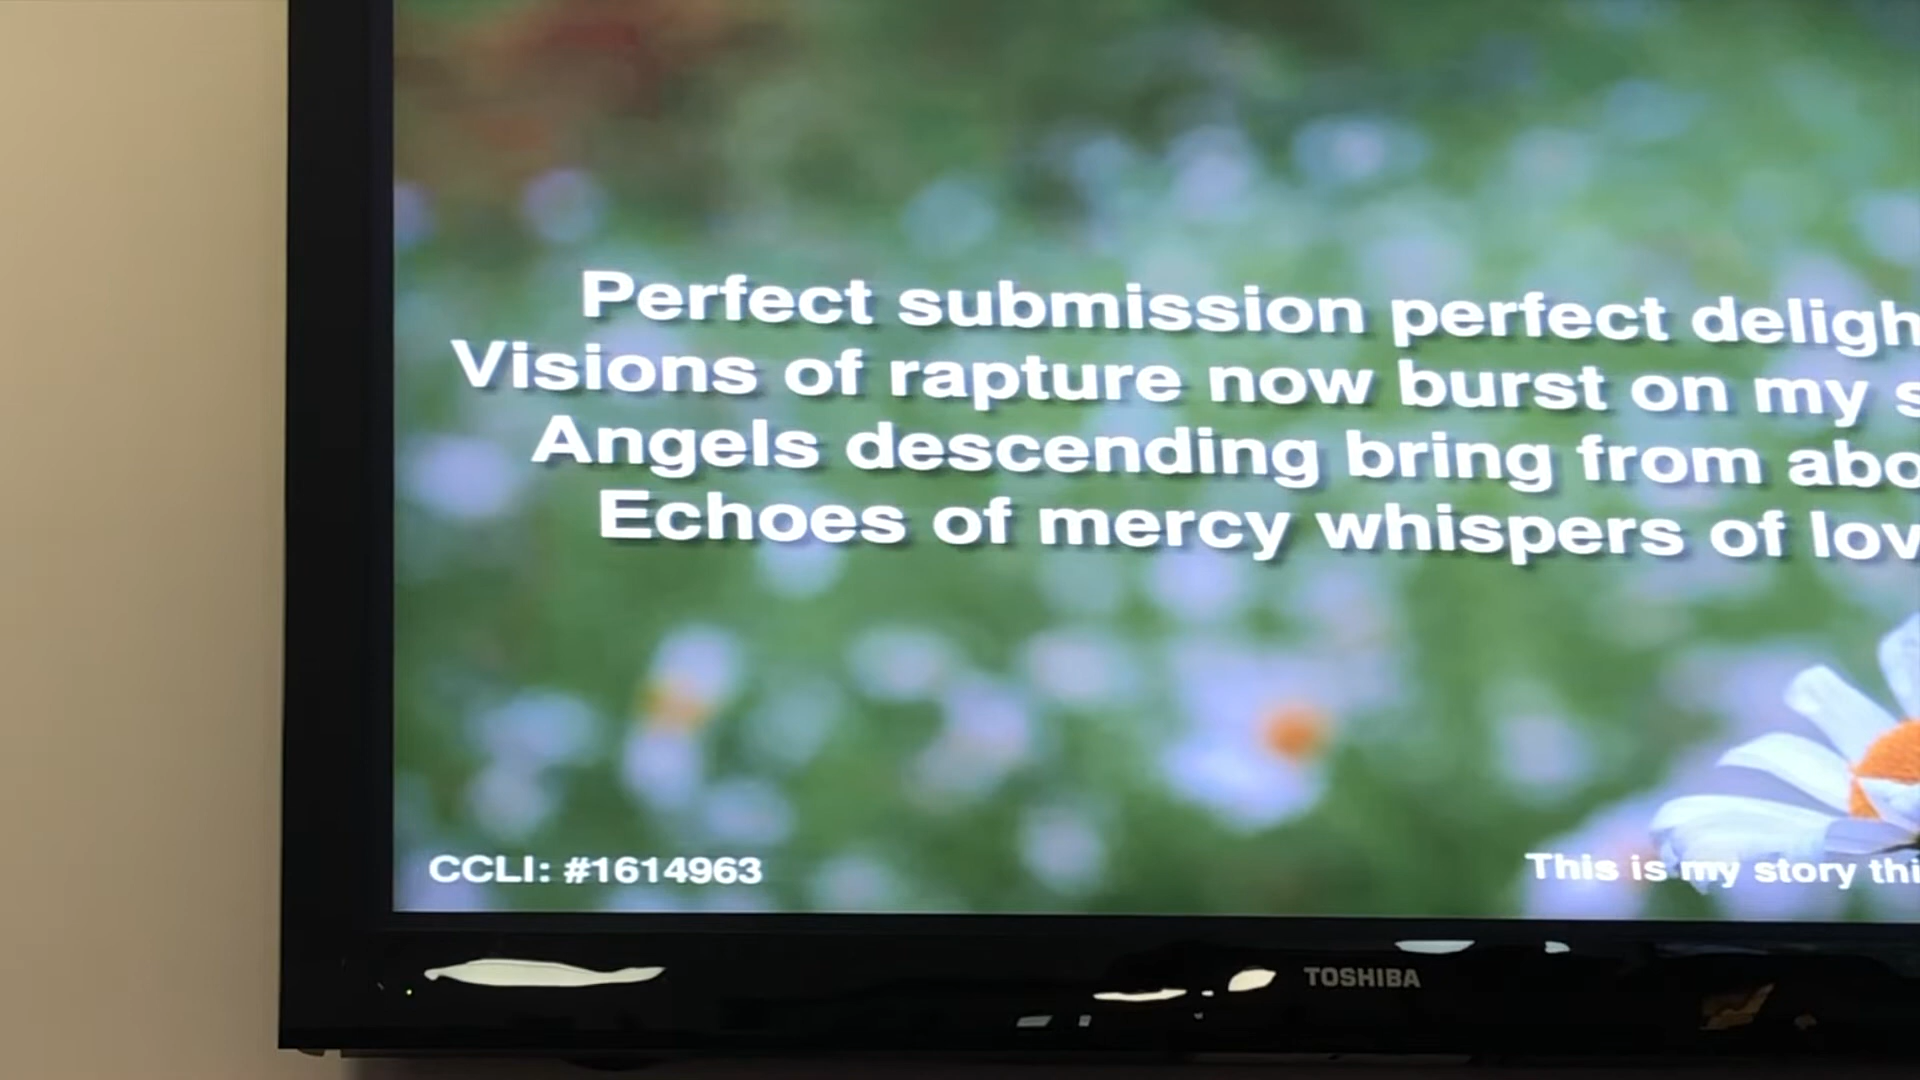 Perfect submission perfect deligh
Visions of rapture now burst on my s
Angels descending bring from abo
Echoes of mercy whispers of lov
CCLI: #1614963
This is my story thi
TOSHIBA